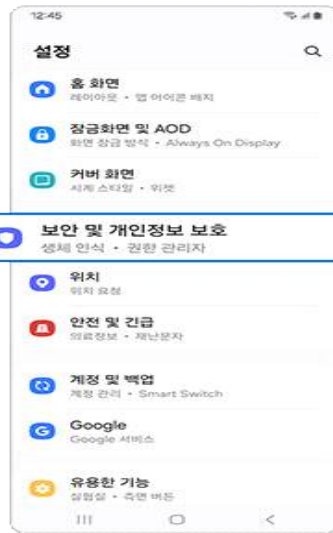 12:45
설정
홈 화면
레이아웃 • 앱 아이콘 배지
잠금화면 및 AOD
화면 잠금 방식 • Always On Display
커버 화면
시계 스타일 • 위젯
보안 및 개인정보 보호
생체 인식 • 권한 관리자
위치
위치 요청
안전 및 긴급
의료정보 • 재난문자
계정 및 백업
계정 관리 • Smart Switch
Google
Google 서비스
유용한 기능
실험실 • 측면 버튼